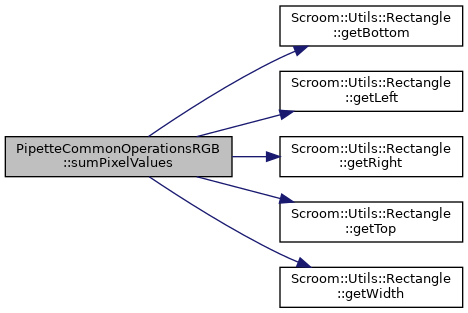 PipetteCommonOperationsRGB
::sumPixelValues
Scroom::Utils::Rectangle
::getBottom
Scroom::Utils::Rectangle
::getLeft
Scroom::Utils::Rectangle
::getRight
Scroom::Utils::Rectangle
::getTop
Scroom::Utils::Rectangle
::getWidth